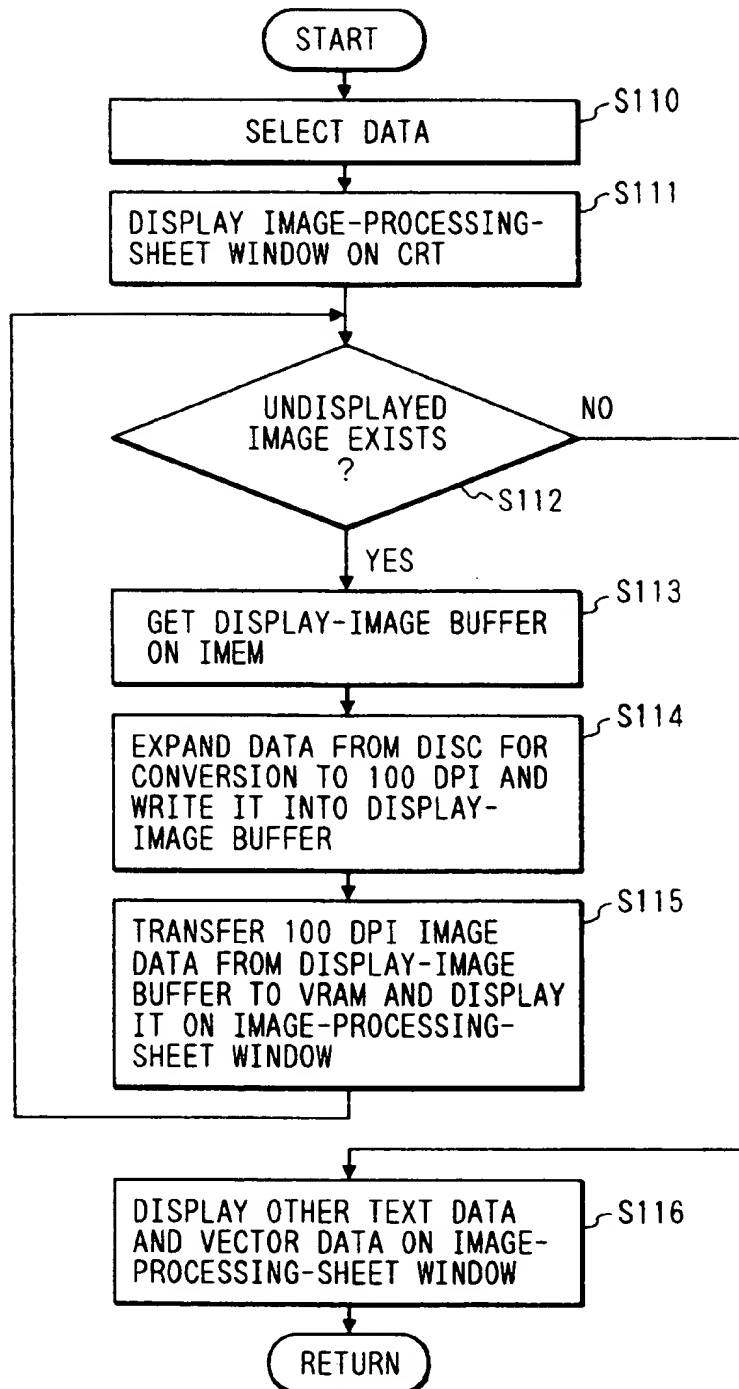 START
SELECT DATA
S110
DISPLAY IMAGE-PROCESSING-
SHEET WINDOW ON CRT
S111
UNDISPLAYED
IMAGE EXISTS
?
NO
S112
YES
GET DISPLAY-IMAGE BUFFER
ON IMEM
S113
EXPAND DATA FROM DISC FOR
CONVERSION TO 100 DPI AND
WRITE IT INTO DISPLAY-
IMAGE BUFFER
S114
TRANSFER 100 DPI IMAGE
DATA FROM DISPLAY-IMAGE
BUFFER TO VRAM AND DISPLAY
IT ON IMAGE-PROCESSING-
SHEET WINDOW
S115
DISPLAY OTHER TEXT DATA
AND VECTOR DATA ON IMAGE-
PROCESSING-SHEET WINDOW
S116
RETURN